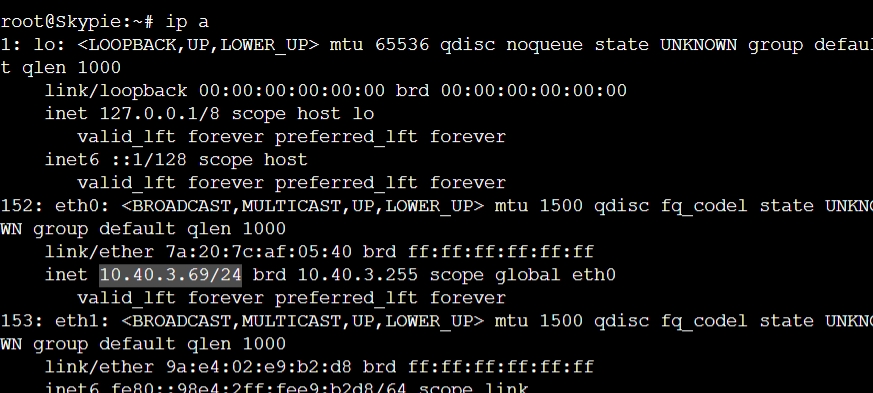 root@Skypie:~# ip a
1: lo: <LOOPBACK,UP,LOWER_UP> mtu 65536 qdisc noqueue state UNKNOWN group defaul
t qlen 1000
    link/loopback 00:00:00:00:00:00 brd 00:00:00:00:00:00
    inet 127.0.0.1/8 scope host lo
       valid_lft forever preferred_lft forever
    inet6 ::1/128 scope host
       valid_lft forever preferred_lft forever
152: eth0: <BROADCAST,MULTICAST,UP,LOWER_UP> mtu 1500 qdisc fq_codel state UNKNO
WN group default qlen 1000
    link/ether 7a:20:7c:af:05:40 brd ff:ff:ff:ff:ff:ff
    inet 10.40.3.69/24 brd 10.40.3.255 scope global eth0
       valid_lft forever preferred_lft forever
153: eth1: <BROADCAST,MULTICAST,UP,LOWER_UP> mtu 1500 qdisc fq_codel state UNKNO
WN group default qlen 1000
    link/ether 9a:e4:02:e9:b2:d8 brd ff:ff:ff:ff:ff:ff
    inet6 fe80::98e4:2ff:fee9:b2d8/64 scope link